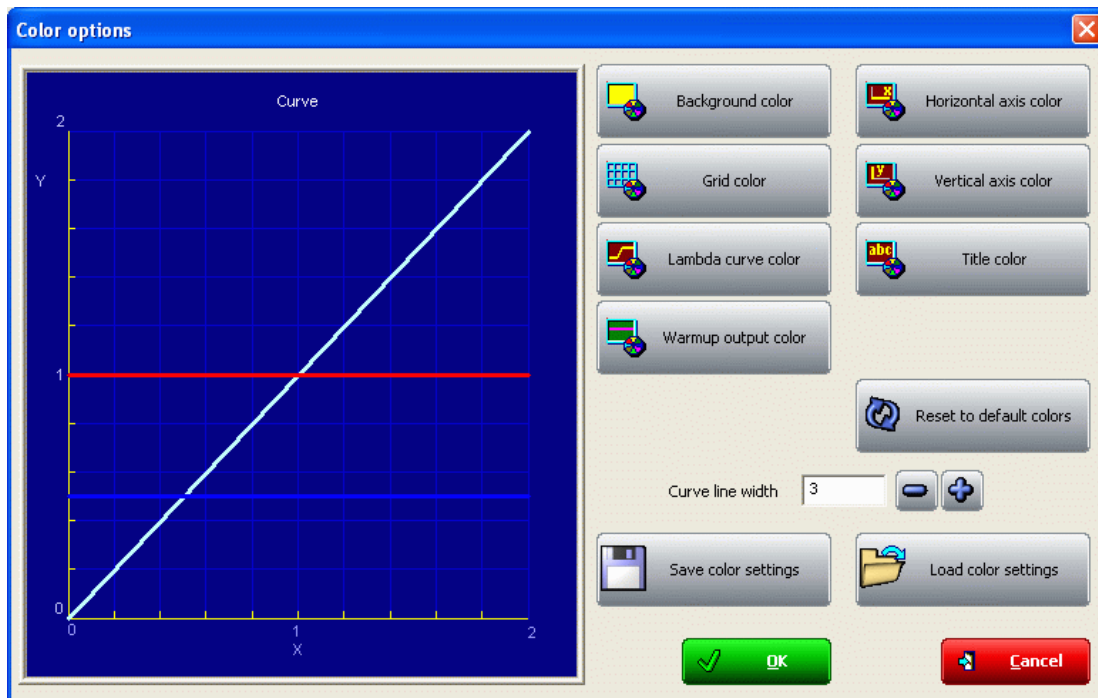 Color options
Curve
2
Y
1
0
0
1
2
X
Background color
Horizontal axis color
x
Grid color
Vertical axis color
y
Lambda curve color
Title color
abc
Warmup output color
Reset to default colors
Curve line width
3
Save color settings
Load color settings
OK
Cancel